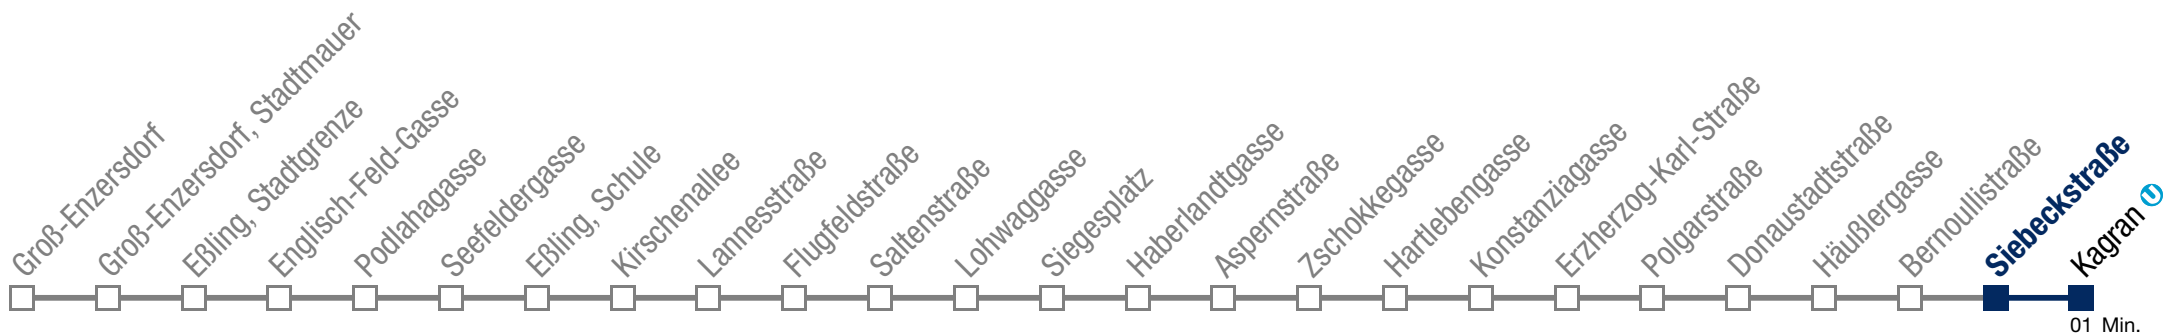 Groß-Enzersdorf
Groß-Enzersdorf, Stadtmauer
Eßling, Stadtgrenze
Englisch-Feld-Gasse
Podlahagasse
Seefeldergasse
Eßling, Schule
Kirschenallee
Lannesstraße
Flugfeldstraße
Saltenstraße
Lohwaggasse
Siegesplatz
Haberlandtgasse
Aspernstraße
Zschokkegasse
Hartlebengasse
Konstanziagasse
Erzherzog-Karl-Straße
Polgarstraße
Donaustadtstraße
Häußlergasse
Bernoullistraße
Siebeckstraße
Kagran U
01 Min.